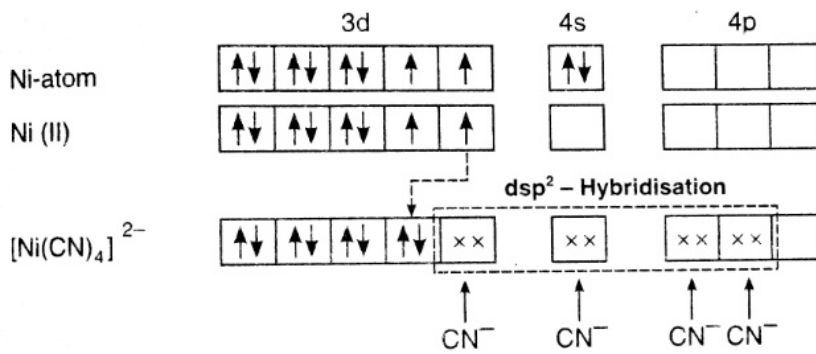 3d 4s 4p
Ni-atom
Ni (II)
dsp² – Hybridisation
[Ni(CN)₄]²⁻
×× ×× ×× ××
CN⁻ CN⁻ CN⁻ CN⁻